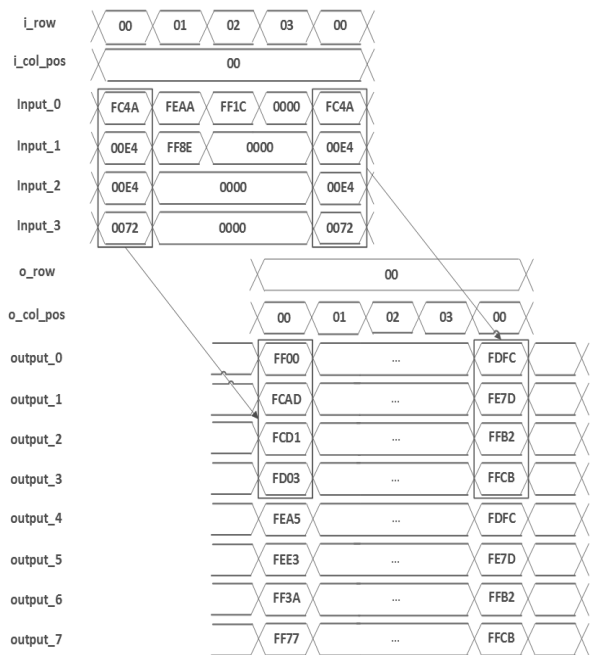 i_row 00 01 02 03 00
i_col_pos 00
Input_0 FC4A FEAA FF1C 0000 FC4A
Input_1 00E4 FF8E 0000 00E4
Input_2 00E4 0000 00E4
Input_3 0072 0000 0072
o_row 00
o_col_pos 00 01 02 03 00
output_0 FF00 ... FDFC
output_1 FCAD ... FE7D
output_2 FCD1 ... FFB2
output_3 FD03 ... FFCB
output_4 FEA5 ... FDFC
output_5 FEE3 ... FE7D
output_6 FF3A ... FFB2
output_7 FF77 ... FFCB